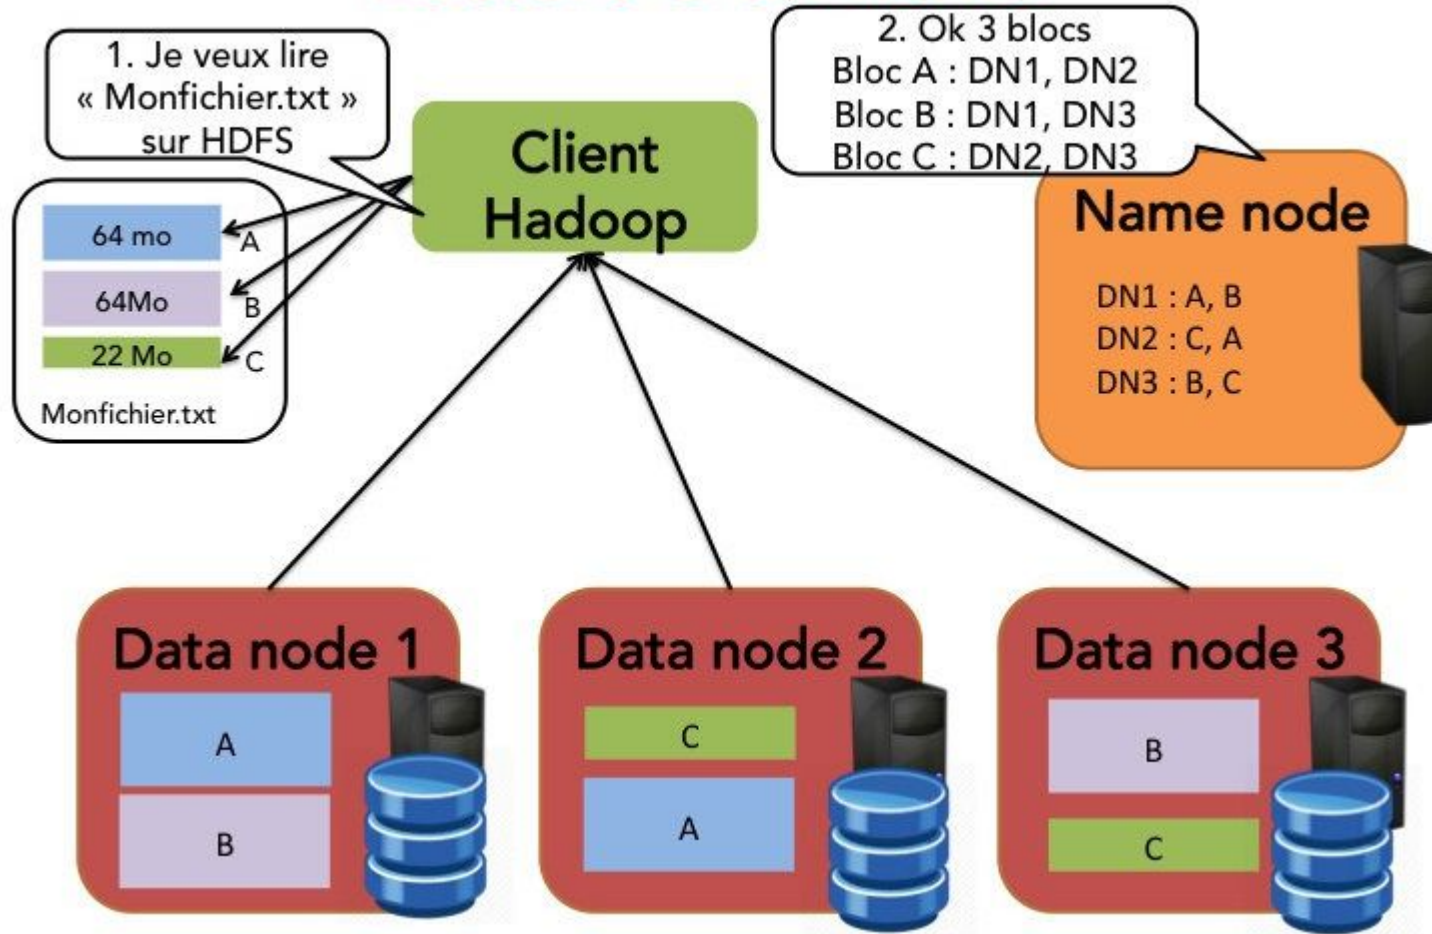 1. Je veux lire
« Monfichier.txt »
sur HDFS
2. Ok 3 blocs
Bloc A : DN1, DN2
Bloc B : DN1, DN3
Bloc C : DN2, DN3
Client
Hadoop
Name node
DN1 : A, B
DN2 : C, A
DN3 : B, C
64 mo
A
64Mo
B
22 Mo
C
Monfichier.txt
Data node 1
A
B
Data node 2
C
A
Data node 3
B
C